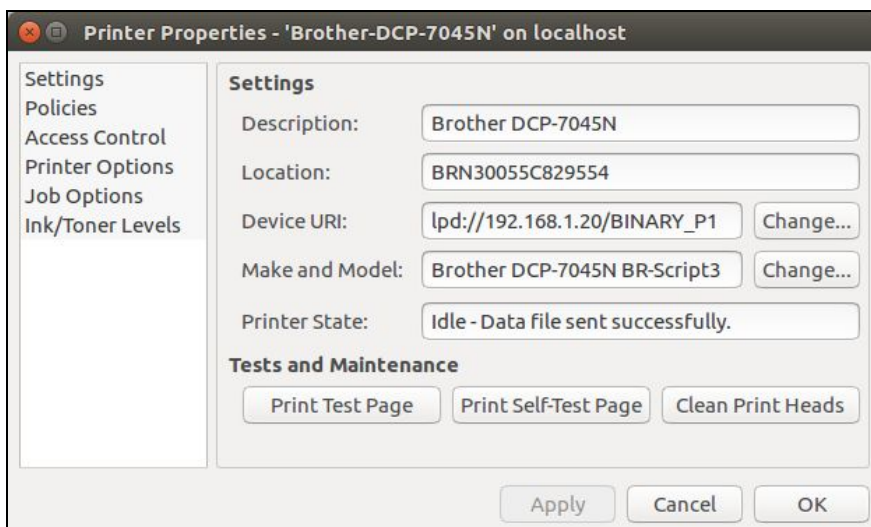 Printer Properties - 'Brother-DCP-7045N' on localhost
Settings
Policies
Access Control
Printer Options
Job Options
Ink/Toner Levels
Settings
Description: Brother DCP-7045N
Location: BRN30055C829554
Device URI: lpd://192.168.1.20/BINARY_P1 Change...
Make and Model: Brother DCP-7045N BR-Script3 Change...
Printer State: Idle - Data file sent successfully.
Tests and Maintenance
Print Test Page Print Self-Test Page Clean Print Heads
Apply Cancel OK